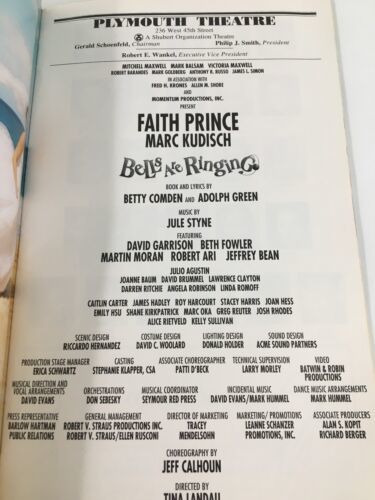 PLYMOUTH THEATRE
236 West 45th Street
A Shubert Organization Theatre
Gerald Schoenfeld, Chairman Philip J. Smith, President
Robert E. Wankel, Executive Vice President
MITCHELL MAXWELL MARK BALSAM VICTORIA MAXWELL
ROBERT BARANDES MARK GOLDBERG ANTHONY R. RUSSO JAMES L. SIMON
IN ASSOCIATION WITH
FRED H. KRONES ALLEN M. SHORE
AND
MOMENTUM PRODUCTIONS, INC.
PRESENT
FAITH PRINCE
MARC KUDISCH
BeLLS ARe RiNGiNG
BOOK AND LYRICS BY
BETTY COMDEN AND ADOLPH GREEN
MUSIC BY
JULE STYNE
FEATURING
DAVID GARRISON BETH FOWLER
MARTIN MORAN ROBERT ARI JEFFREY BEAN
JULIO AGUSTIN
JOANNE BAUM DAVID BRUMMEL LAWRENCE CLAYTON
DARREN RITCHIE ANGELA ROBINSON LINDA ROMOFF
CAITLIN CARTER JAMES HADLEY ROY HARCOURT STACEY HARRIS JOAN HESS
EMILY HSU SHANE KIRKPATRICK MARC OKA GREG REUTER JOSH RHODES
ALICE RIETVELD KELLY SULLIVAN
SCENIC DESIGN COSTUME DESIGN LIGHTING DESIGN SOUND DESIGN
RICCARDO HERNANDEZ DAVID C. WOOLARD DONALD HOLDER ACME SOUND PARTNERS
PRODUCTION STAGE MANAGER CASTING ASSOCIATE CHOREOGRAPHER TECHNICAL SUPERVISION VIDEO
ERICA SCHWARTZ STEPHANIE KLAPPER, CSA PATTI D'BECK LARRY MORLEY BATWIN & ROBIN
PRODUCTIONS
MUSICAL DIRECTION AND ORCHESTRATIONS MUSICAL COORDINATOR INCIDENTAL MUSIC DANCE MUSIC ARRANGEMENTS
VOCAL ARRANGEMENTS DON SEBESKY SEYMOUR RED PRESS DAVID EVANS/MARK HUMMEL MARK HUMMEL
DAVID EVANS
PRESS REPRESENTATIVE GENERAL MANAGEMENT DIRECTOR OF MARKETING MARKETING/ PROMOTIONS ASSOCIATE PRODUCERS
BARLOW HARTMAN ROBERT V. STRAUS PRODUCTIONS INC. TRACEY LEANNE SCHANZER ALAN S. KOPIT
PUBLIC RELATIONS ROBERT V. STRAUS/ELLEN RUSCONI MENDELSOHN PROMOTIONS, INC. RICHARD BERGER
CHOREOGRAPHY BY
JEFF CALHOUN
DIRECTED BY
TINA LANDAU